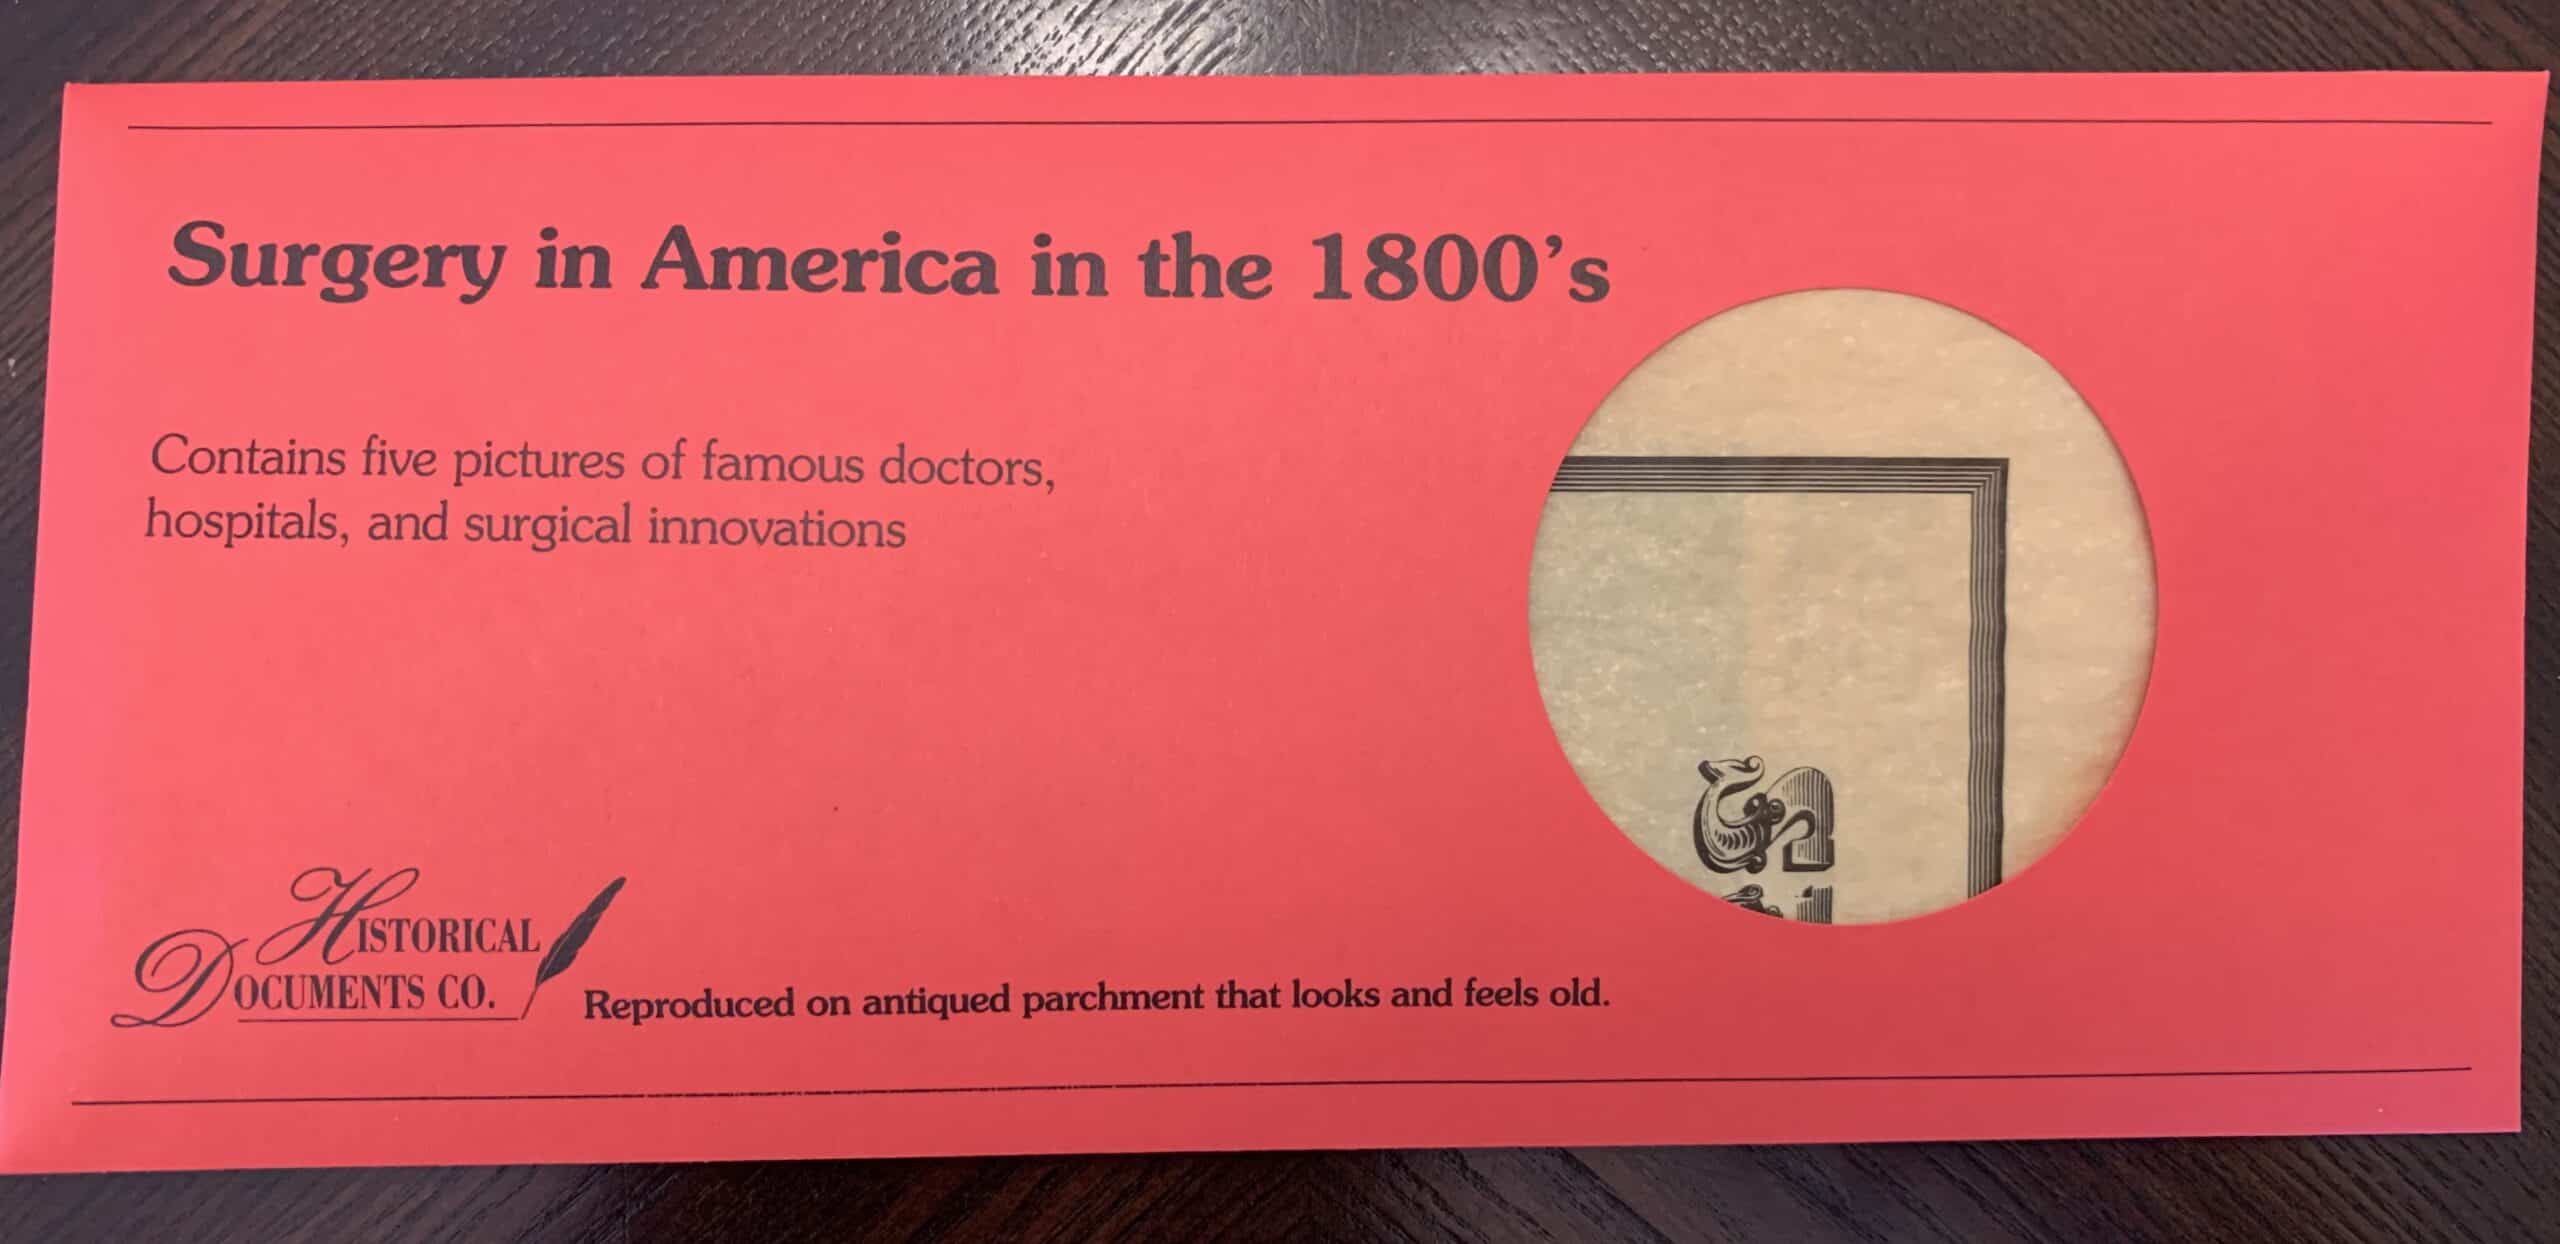 Surgery in America in the 1800's
Contains five pictures of famous doctors,
hospitals, and surgical innovations
HISTORICAL
DOCUMENTS CO.
Reproduced on antiqued parchment that looks and feels old.
S